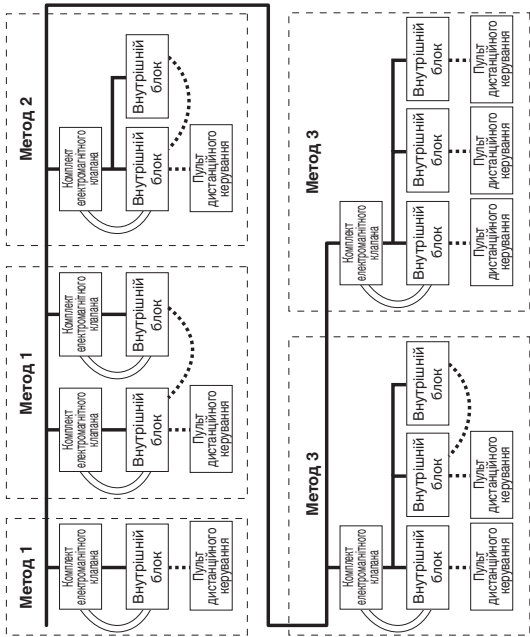 Метод 1
Комплект
електромагнітного
клапана
Внутрішній
блок
Пульт
дистанційного
керування
Метод 1
Комплект
електромагнітного
клапана
Комплект
електромагнітного
клапана
Внутрішній
блок
Внутрішній
блок
Пульт
дистанційного
керування
Метод 2
Комплект
електромагнітного
клапана
Внутрішній
блок
Внутрішній
блок
Пульт
дистанційного
керування
Метод 3
Комплект
електромагнітного
клапана
Внутрішній
блок
Внутрішній
блок
Внутрішній
блок
Пульт
дистанційного
керування
Пульт
дистанційного
керування
Метод 3
Комплект
електромагнітного
клапана
Внутрішній
блок
Внутрішній
блок
Внутрішній
блок
Пульт
дистанційного
керування
Пульт
дистанційного
керування
Пульт
дистанційного
керування